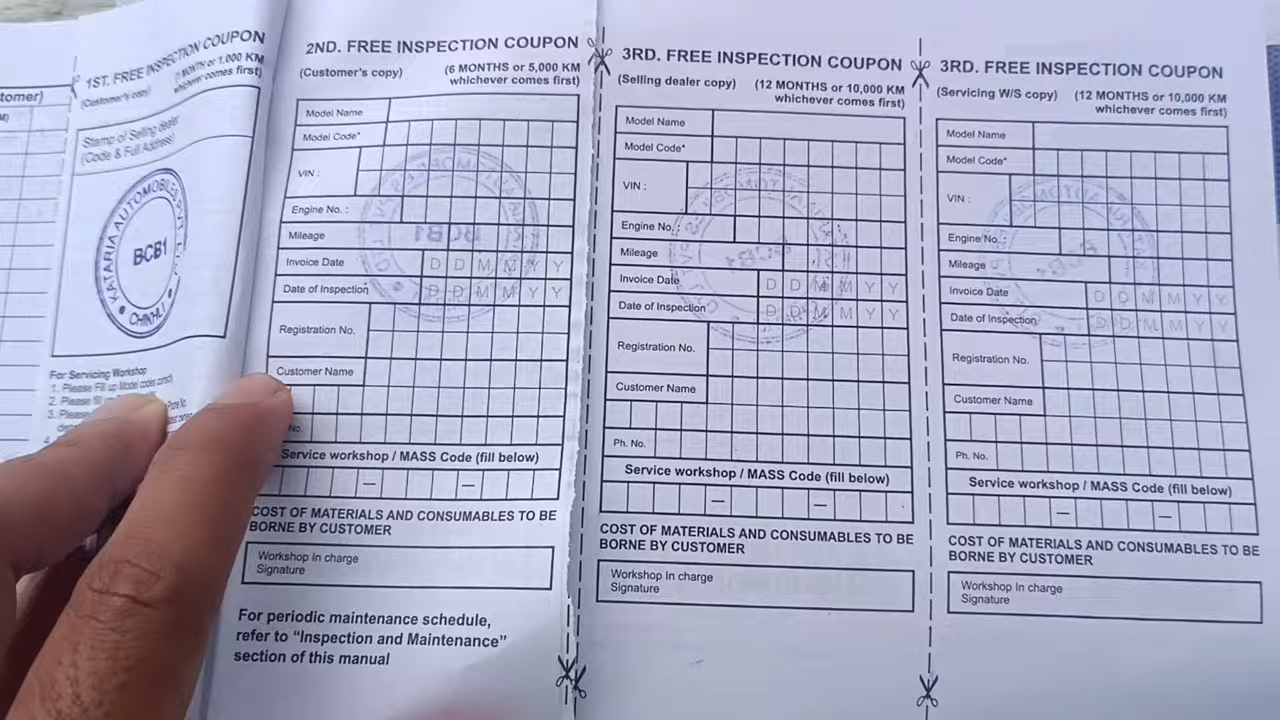 tomer)
1ST. FREE INSPECTION COUPON
(Customer's copy)
(1 MONTH or 1,000 KM
whichever comes first)
Stamp of Selling dealer
(Code & Full Address)
KATARIA AUTOMOBILES PVT LTD
BCB1
CHIKHLI
For Servicing Workshop
1. Please Fill up Model codes
2. Please fill
3. Please
4.
2ND. FREE INSPECTION COUPON
(Customer's copy)
(6 MONTHS or 5,000 KM
whichever comes first)
Model Name
Model Code*
VIN :
Engine No. :
Mileage
Invoice Date D D M M Y Y
Date of Inspection D D M M Y Y
Registration No.
Customer Name
No.
Service workshop / MASS Code (fill below)
– –
COST OF MATERIALS AND CONSUMABLES TO BE
BORNE BY CUSTOMER
Workshop In charge
Signature
For periodic maintenance schedule,
refer to “Inspection and Maintenance”
section of this manual
3RD. FREE INSPECTION COUPON
(Selling dealer copy)
(12 MONTHS or 10,000 KM
whichever comes first)
Model Name
Model Code*
VIN :
Engine No. :
Mileage
Invoice Date D D M M Y Y
Date of Inspection D D M M Y Y
Registration No.
Customer Name
Ph. No.
Service workshop / MASS Code (fill below)
– –
COST OF MATERIALS AND CONSUMABLES TO BE
BORNE BY CUSTOMER
Workshop In charge
Signature
3RD. FREE INSPECTION COUPON
(Servicing W/S copy)
(12 MONTHS or 10,000 KM
whichever comes first)
Model Name
Model Code*
VIN :
Engine No. :
Mileage
Invoice Date D D M M Y Y
Date of Inspection D D M M Y Y
Registration No.
Customer Name
Ph. No.
Service workshop / MASS Code (fill below)
– –
COST OF MATERIALS AND CONSUMABLES TO BE
BORNE BY CUSTOMER
Workshop In charge
Signature